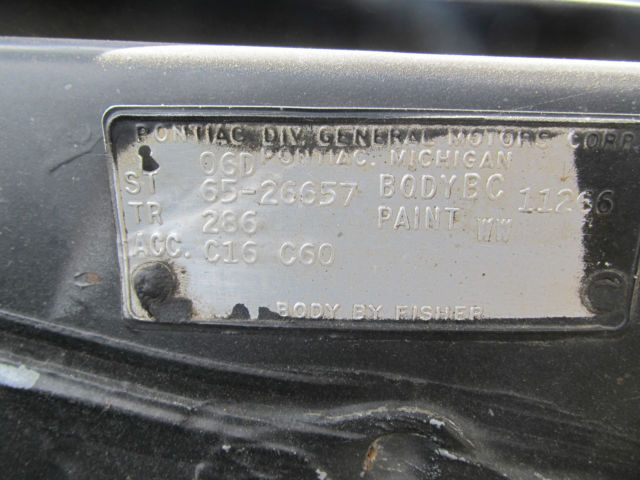 PONTIAC DIV. GENERAL MOTORS CORP.
06D PONTIAC, MICHIGAN
ST 65-26657 BODY BC 11266
TR 286 PAINT WW
ACC. C16 C60
BODY BY FISHER